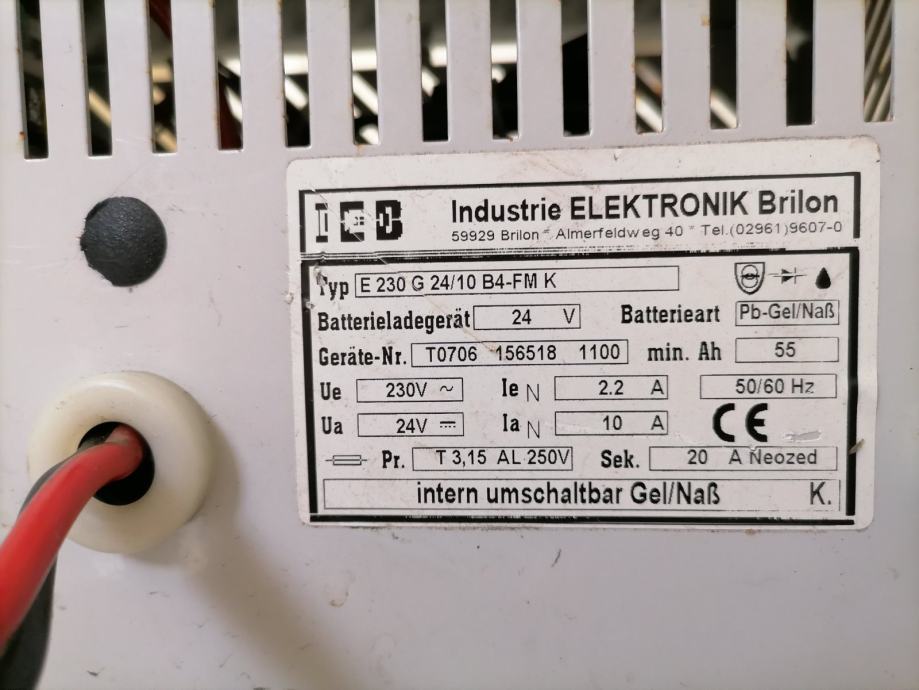 IEB Industrie ELEKTRONIK Brilon
59929 Brilon * Almerfeldweg 40 * Tel.(02961)9607-0
Typ E 230 G 24/10 B4-FM K
Batterieladegerät 24 V Batterieart Pb-Gel/Naß
Geräte-Nr. T0706 156518 1100 min. Ah 55
Ue 230V ~ Ie N 2.2 A 50/60 Hz
Ua 24V ⎓ Ia N 10 A CE
Pr. T 3,15 AL 250V Sek. 20 A Neozed
intern umschaltbar Gel/Naß K.